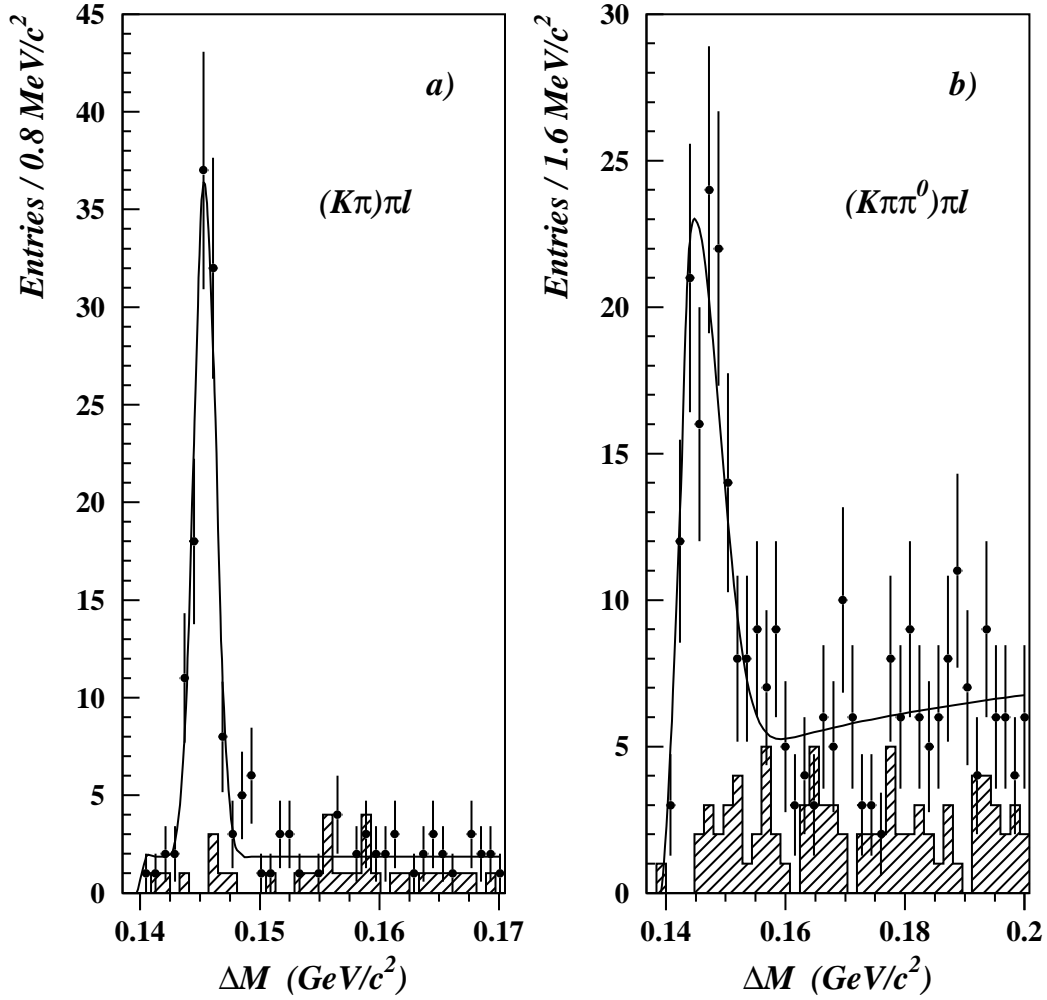 Entries / 0.8 MeV/c²
45
40
35
30
25
20
15
10
5
0
a)
(Kπ)πl
0.14 0.15 0.16 0.17
ΔM (GeV/c²)
Entries / 1.6 MeV/c²
30
25
20
15
10
5
0
b)
(Kππ⁰)πl
0.14 0.16 0.18 0.2
ΔM (GeV/c²)